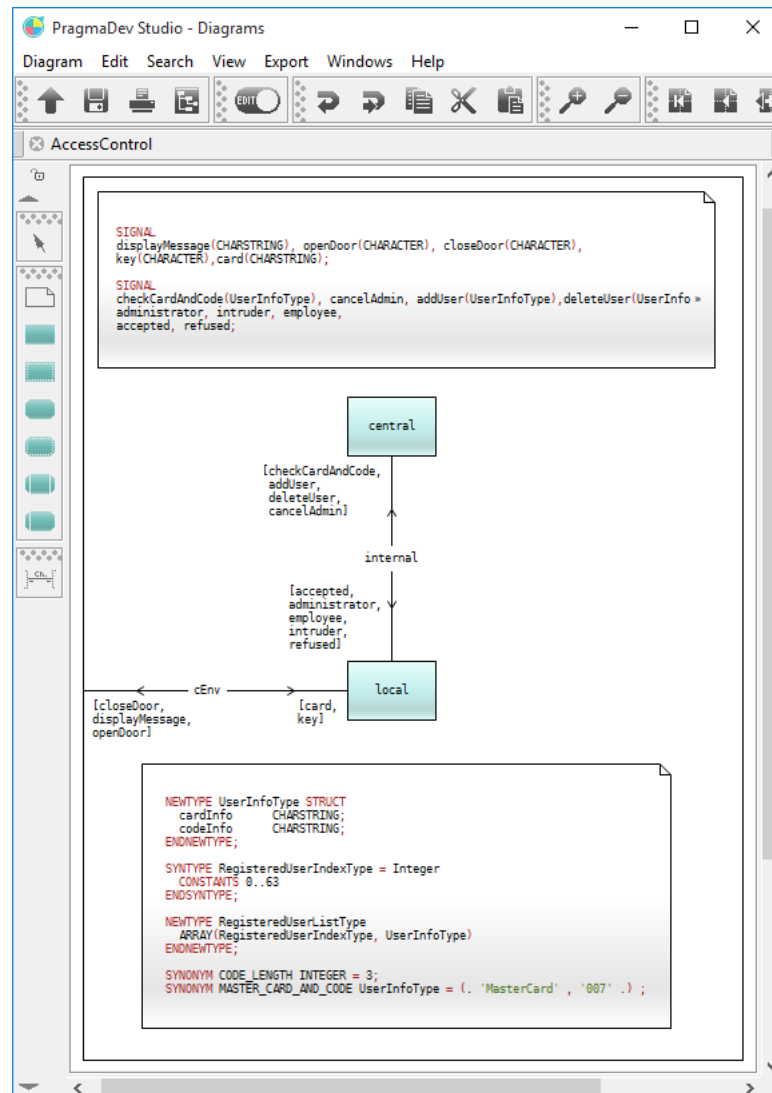 PragmaDev Studio - Diagrams
Diagram Edit Search View Export Windows Help
EDIT
AccessControl
SIGNAL
displayMessage(CHARSTRING), openDoor(CHARACTER), closeDoor(CHARACTER),
key(CHARACTER),card(CHARSTRING);
SIGNAL
checkCardAndCode(UserInfoType), cancelAdmin, addUser(UserInfoType),deleteUser(UserInfo »
administrator, intruder, employee,
accepted, refused;
central
[checkCardAndCode,
addUser,
deleteUser,
cancelAdmin]
internal
[accepted,
administrator,
employee,
intruder,
refused]
Ch.
cEnv
local
[closeDoor,
displayMessage,
openDoor]
[card,
key]
NEWTYPE UserInfoType STRUCT
cardInfo CHARSTRING;
codeInfo CHARSTRING;
ENDNEWTYPE;
SYNTYPE RegisteredUserIndexType = Integer
CONSTANTS 0..63
ENDSYNTYPE;
NEWTYPE RegisteredUserListType
ARRAY(RegisteredUserIndexType, UserInfoType)
ENDNEWTYPE;
SYNONYM CODE_LENGTH INTEGER = 3;
SYNONYM MASTER_CARD_AND_CODE UserInfoType = (. 'MasterCard' , '007' .) ;